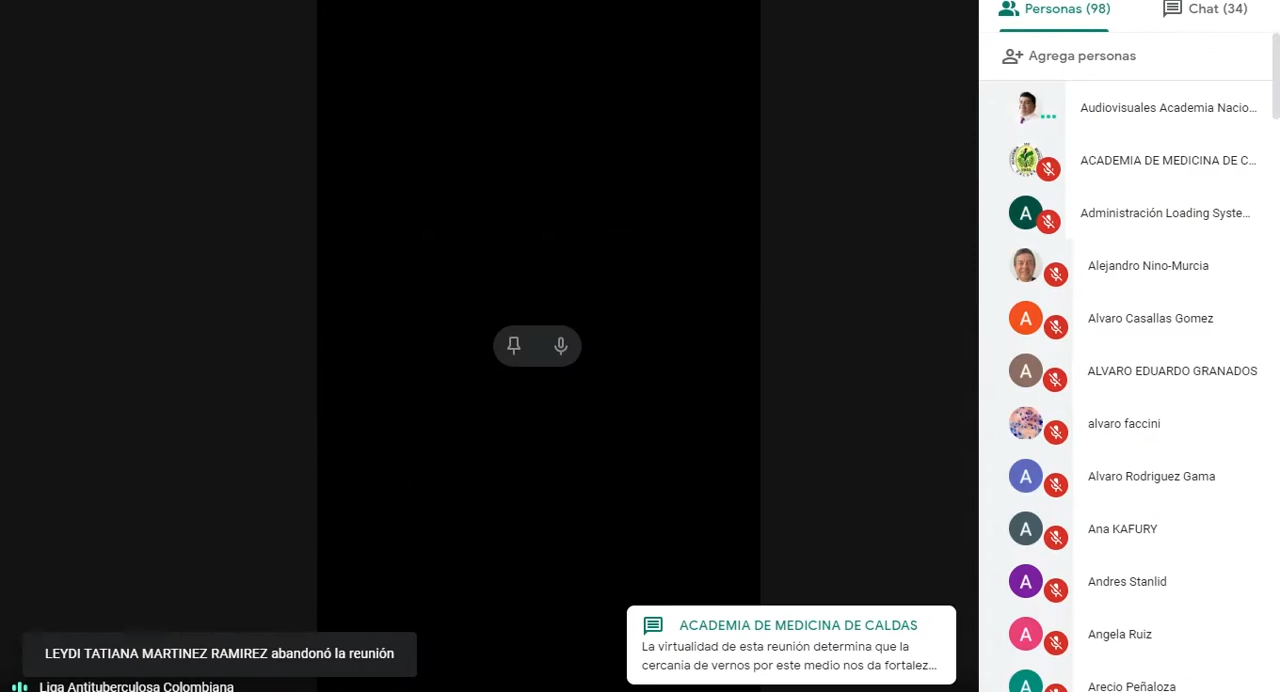 Personas (98)
Chat (34)
Agrega personas
Audiovisuales Academia Nacio...
ACADEMIA DE MEDICINA DE C...
A
Administración Loading Syste...
Alejandro Nino-Murcia
A
Alvaro Casallas Gomez
A
ALVARO EDUARDO GRANADOS
alvaro faccini
A
Alvaro Rodriguez Gama
A
Ana KAFURY
A
Andres Stanlid
A
Angela Ruiz
A
Arecio Peñaloza
ACADEMIA DE MEDICINA DE CALDAS
La virtualidad de esta reunión determina que la
cercanía de vernos por este medio nos da fortalez...
LEYDI TATIANA MARTINEZ RAMIREZ abandonó la reunión
Liga Antituberculosa Colombiana